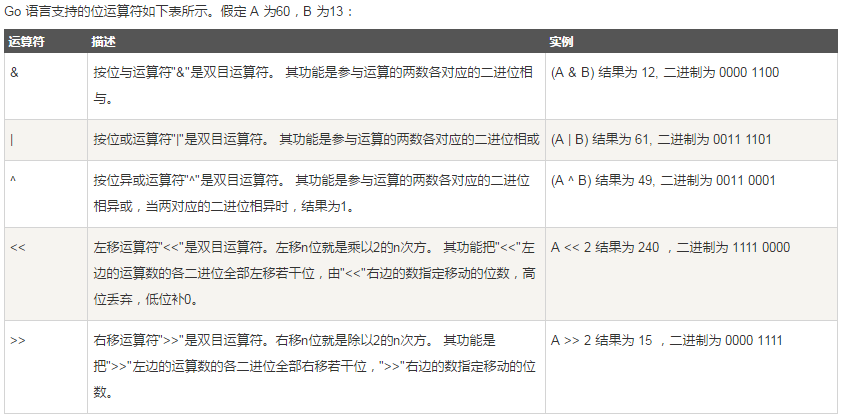 Go 语言支持的位运算符如下表所示。假定 A 为60，B 为13：
运算符 描述 实例
& 按位与运算符"&"是双目运算符。 其功能是参与运算的两数各对应的二进位相 (A & B) 结果为 12, 二进制为 0000 1100
与。
| 按位或运算符"|"是双目运算符。 其功能是参与运算的两数各对应的二进位相或 (A | B) 结果为 61, 二进制为 0011 1101
^ 按位异或运算符"^"是双目运算符。 其功能是参与运算的两数各对应的二进位 (A ^ B) 结果为 49, 二进制为 0011 0001
相异或，当两对应的二进位相异时，结果为1。
<< 左移运算符"<<"是双目运算符。左移n位就是乘以2的n次方。 其功能把"<<"左 A << 2 结果为 240 ，二进制为 1111 0000
边的运算数的各二进位全部左移若干位，由"<<"右边的数指定移动的位数，高
位丢弃，低位补0。
>> 右移运算符">>"是双目运算符。右移n位就是除以2的n次方。 其功能是 A >> 2 结果为 15 ，二进制为 0000 1111
把">>"左边的运算数的各二进位全部右移若干位，">>"右边的数指定移动的位
数。